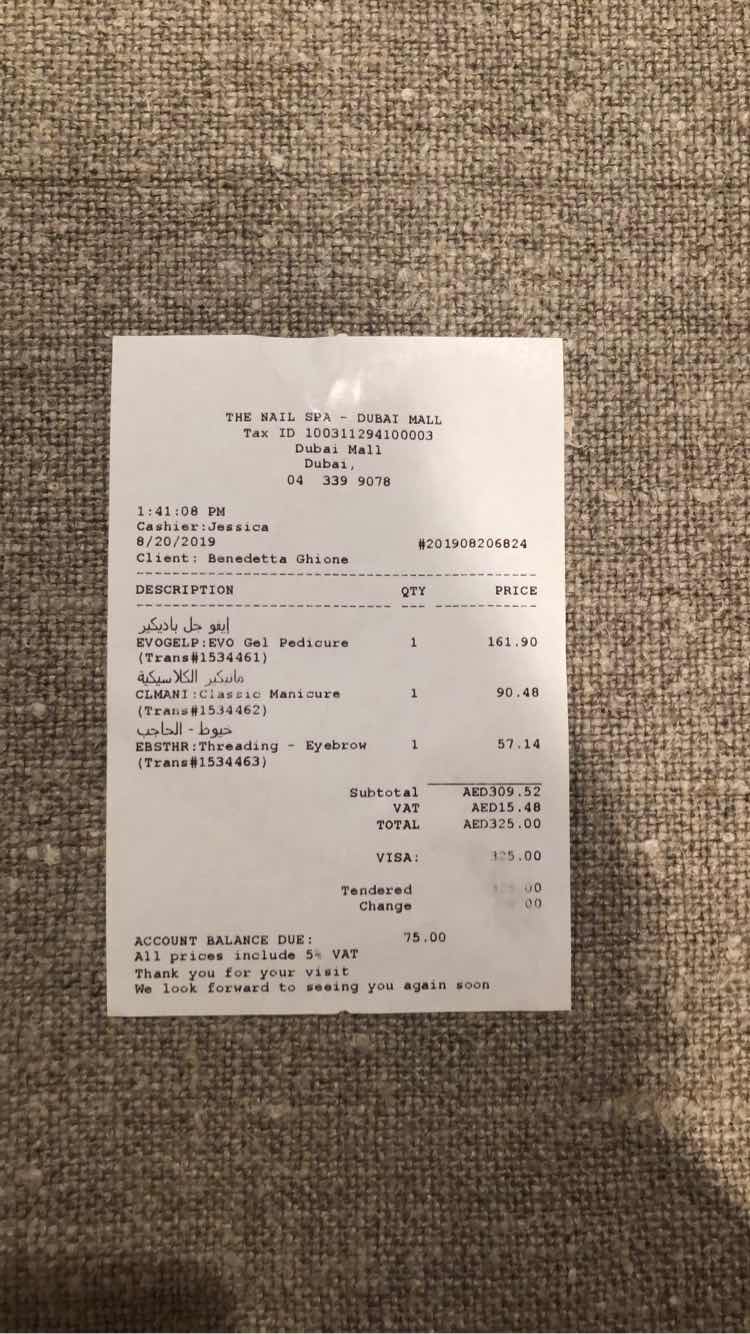 THE NAIL SPA - DUBAI MALL
Tax ID 100311294100003
Dubai Mall
Dubai,
04 339 9078
1:41:08 PM
Cashier:Jessica
8/20/2019 #201908206824
Client: Benedetta Ghione
DESCRIPTION QTY PRICE
إيفو جل باديكير
EVOGELP:EVO Gel Pedicure 1 161.90
(Trans#1534461)
مانيكير الكلاسيكية
CLMANI:Classic Manicure 1 90.48
(Trans#1534462)
خيوط - الحاجب
EBSTHR:Threading - Eyebrow 1 57.14
(Trans#1534463)
Subtotal AED309.52
VAT AED15.48
TOTAL AED325.00
VISA: 325.00
Tendered
Change
ACCOUNT BALANCE DUE: 75.00
All prices include 5% VAT
Thank you for your visit
We look forward to seeing you again soon